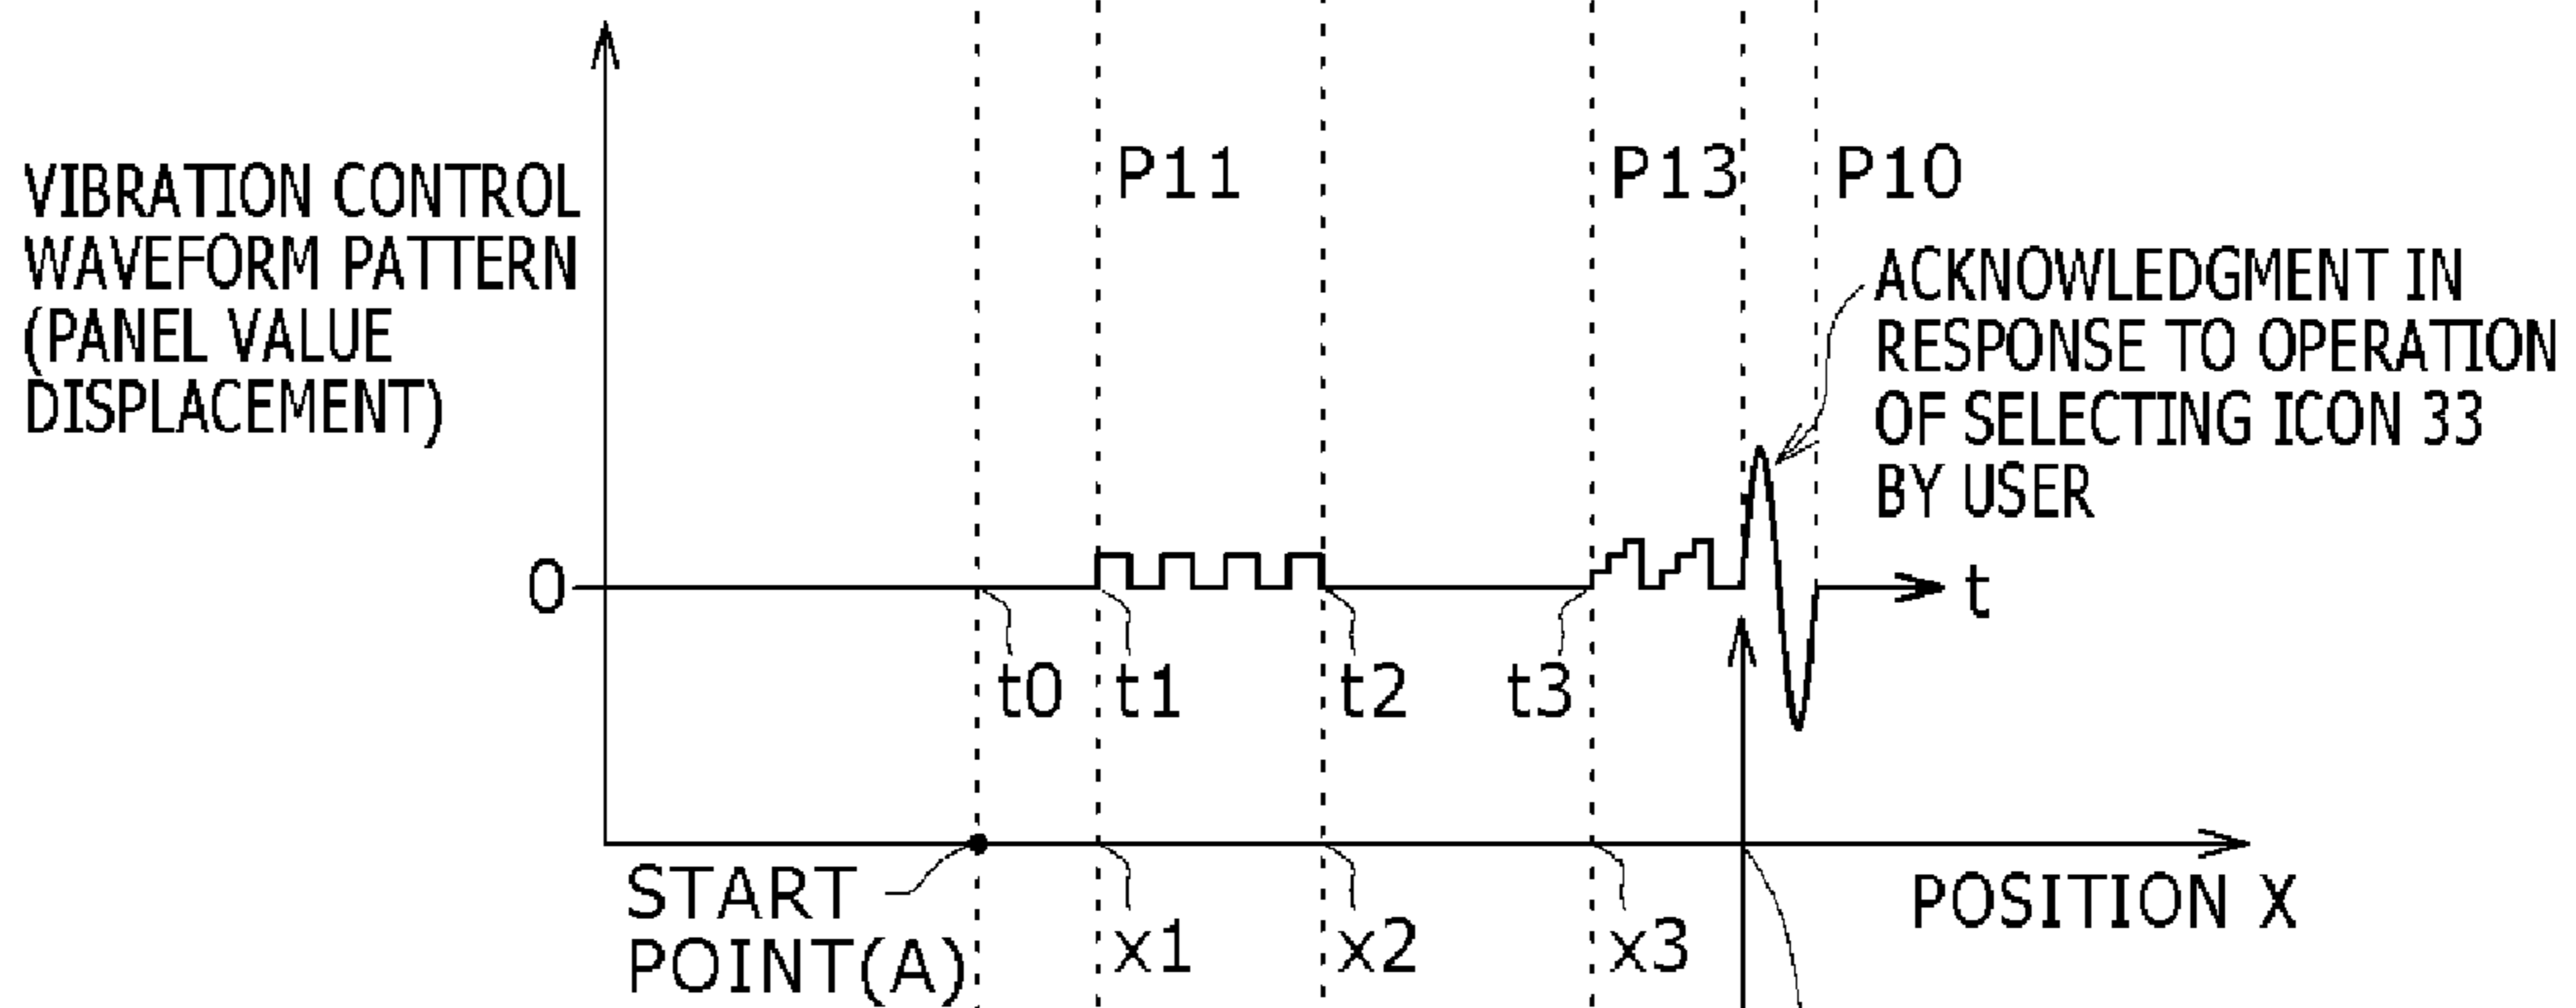 P11
P13
P10
VIBRATION CONTROL
WAVEFORM PATTERN
(PANEL VALUE
DISPLACEMENT)
ACKNOWLEDGMENT IN
RESPONSE TO OPERATION
OF SELECTING ICON 33
BY USER
0
t
t0
t1
t2
t3
START
POINT(A)
x1
x2
x3
POSITION X